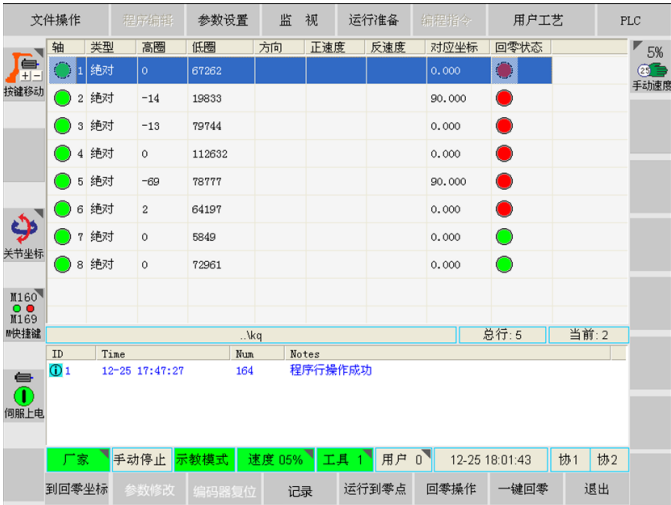 文件操作 程序编辑 参数设置 监 视 运行准备 编程指令 用户工艺 PLC
轴 类型 高圈 低圈 方向 正速度 反速度 对应坐标 回零状态
1 绝对 0 67262 0.000
2 绝对 -14 19833 90.000
3 绝对 -13 79744 0.000
4 绝对 0 112632 0.000
5 绝对 -69 78777 90.000
6 绝对 2 64197 0.000
7 绝对 0 5849 0.000
8 绝对 0 72961 0.000
按键移动
关节坐标
M160
M169
M快捷键
伺服上电
5%
手动速度
..\kq 总行: 5 当前: 2
ID Time Num Notes
1 12-25 17:47:27 164 程序行操作成功
厂家 手动停止 示教模式 速度 05% 工具 1 用户 0 12-25 18:01:43 协1 协2
到回零坐标 参数修改 编码器复位 记录 运行到零点 回零操作 一键回零 退出